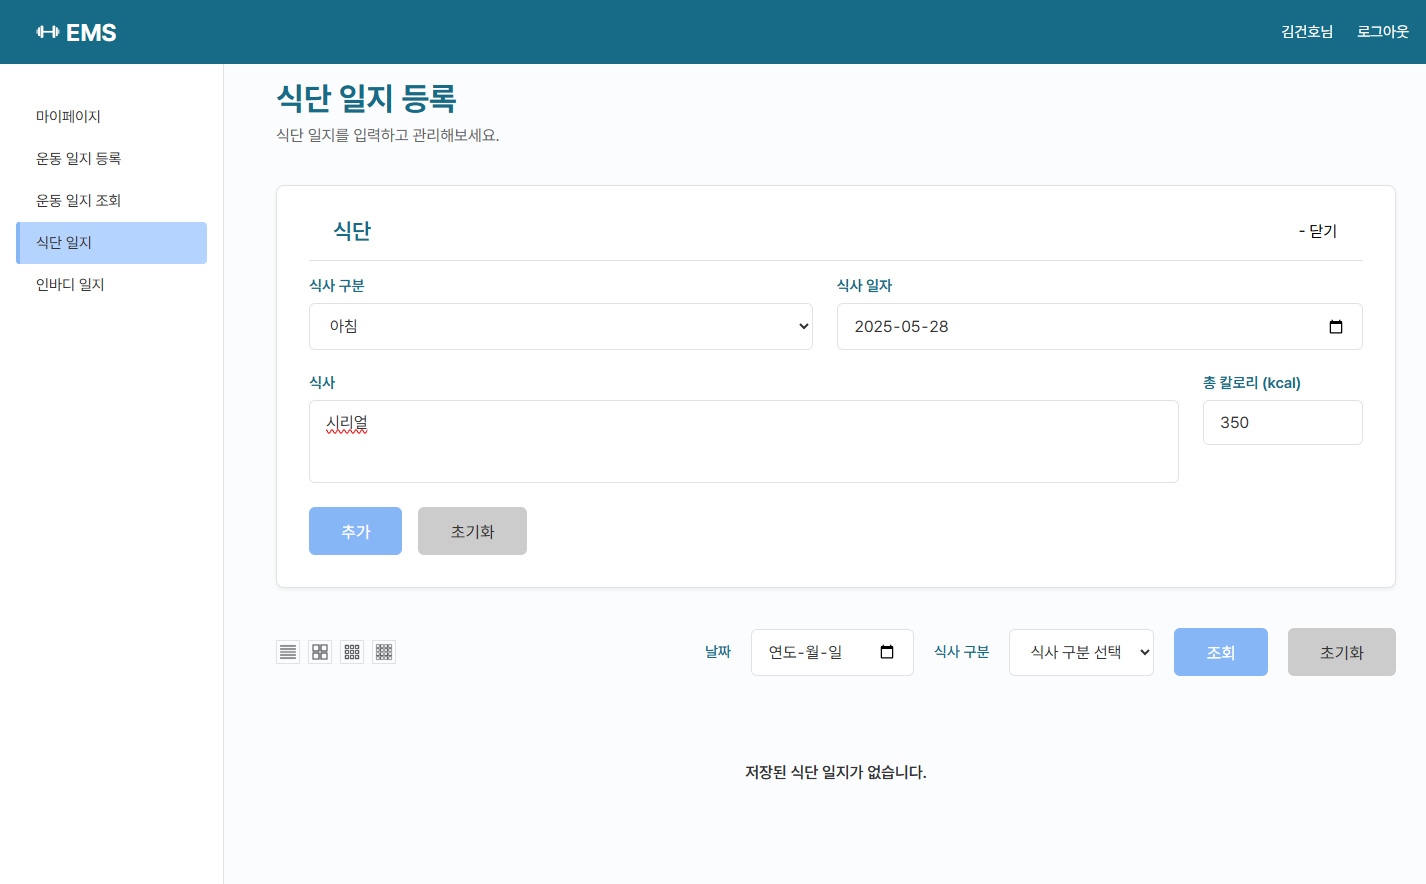 EMS
김건호님
로그아웃
마이페이지
운동 일지 등록
운동 일지 조회
식단 일지
인바디 일지
식단 일지 등록
식단 일지를 입력하고 관리해보세요.
식단
- 닫기
식사 구분
식사 일자
아침
2025-05-28
식사
총 칼로리 (kcal)
시리얼
350
추가
초기화
날짜
연도-월-일
식사 구분
식사 구분 선택
조회
초기화
저장된 식단 일지가 없습니다.